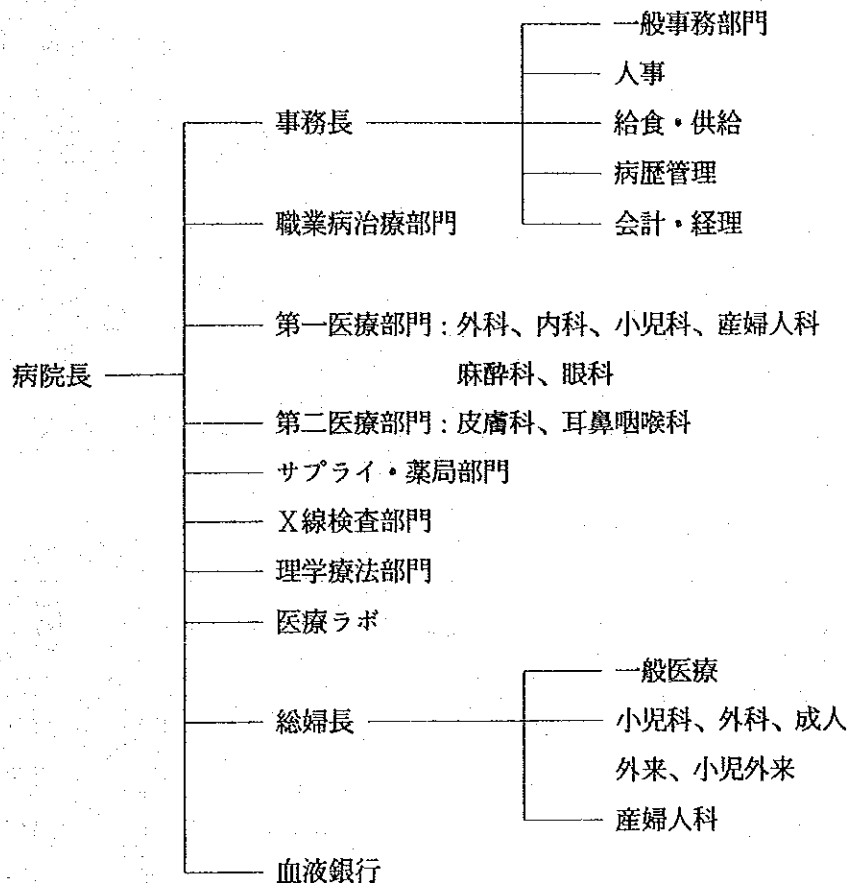 一般事務部門
人事
事務長
給食・供給
病歴管理
職業病治療部門
会計・経理
第一医療部門:外科、内科、小児科、産婦人科
病院長
麻酔科、眼科
第二医療部門:皮膚科、耳鼻咽喉科
サプライ・薬局部門
X線検査部門
理学療法部門
医療ラボ
一般医療
総婦長
小児科、外科、成人
外来、小児外来
産婦人科
血液銀行